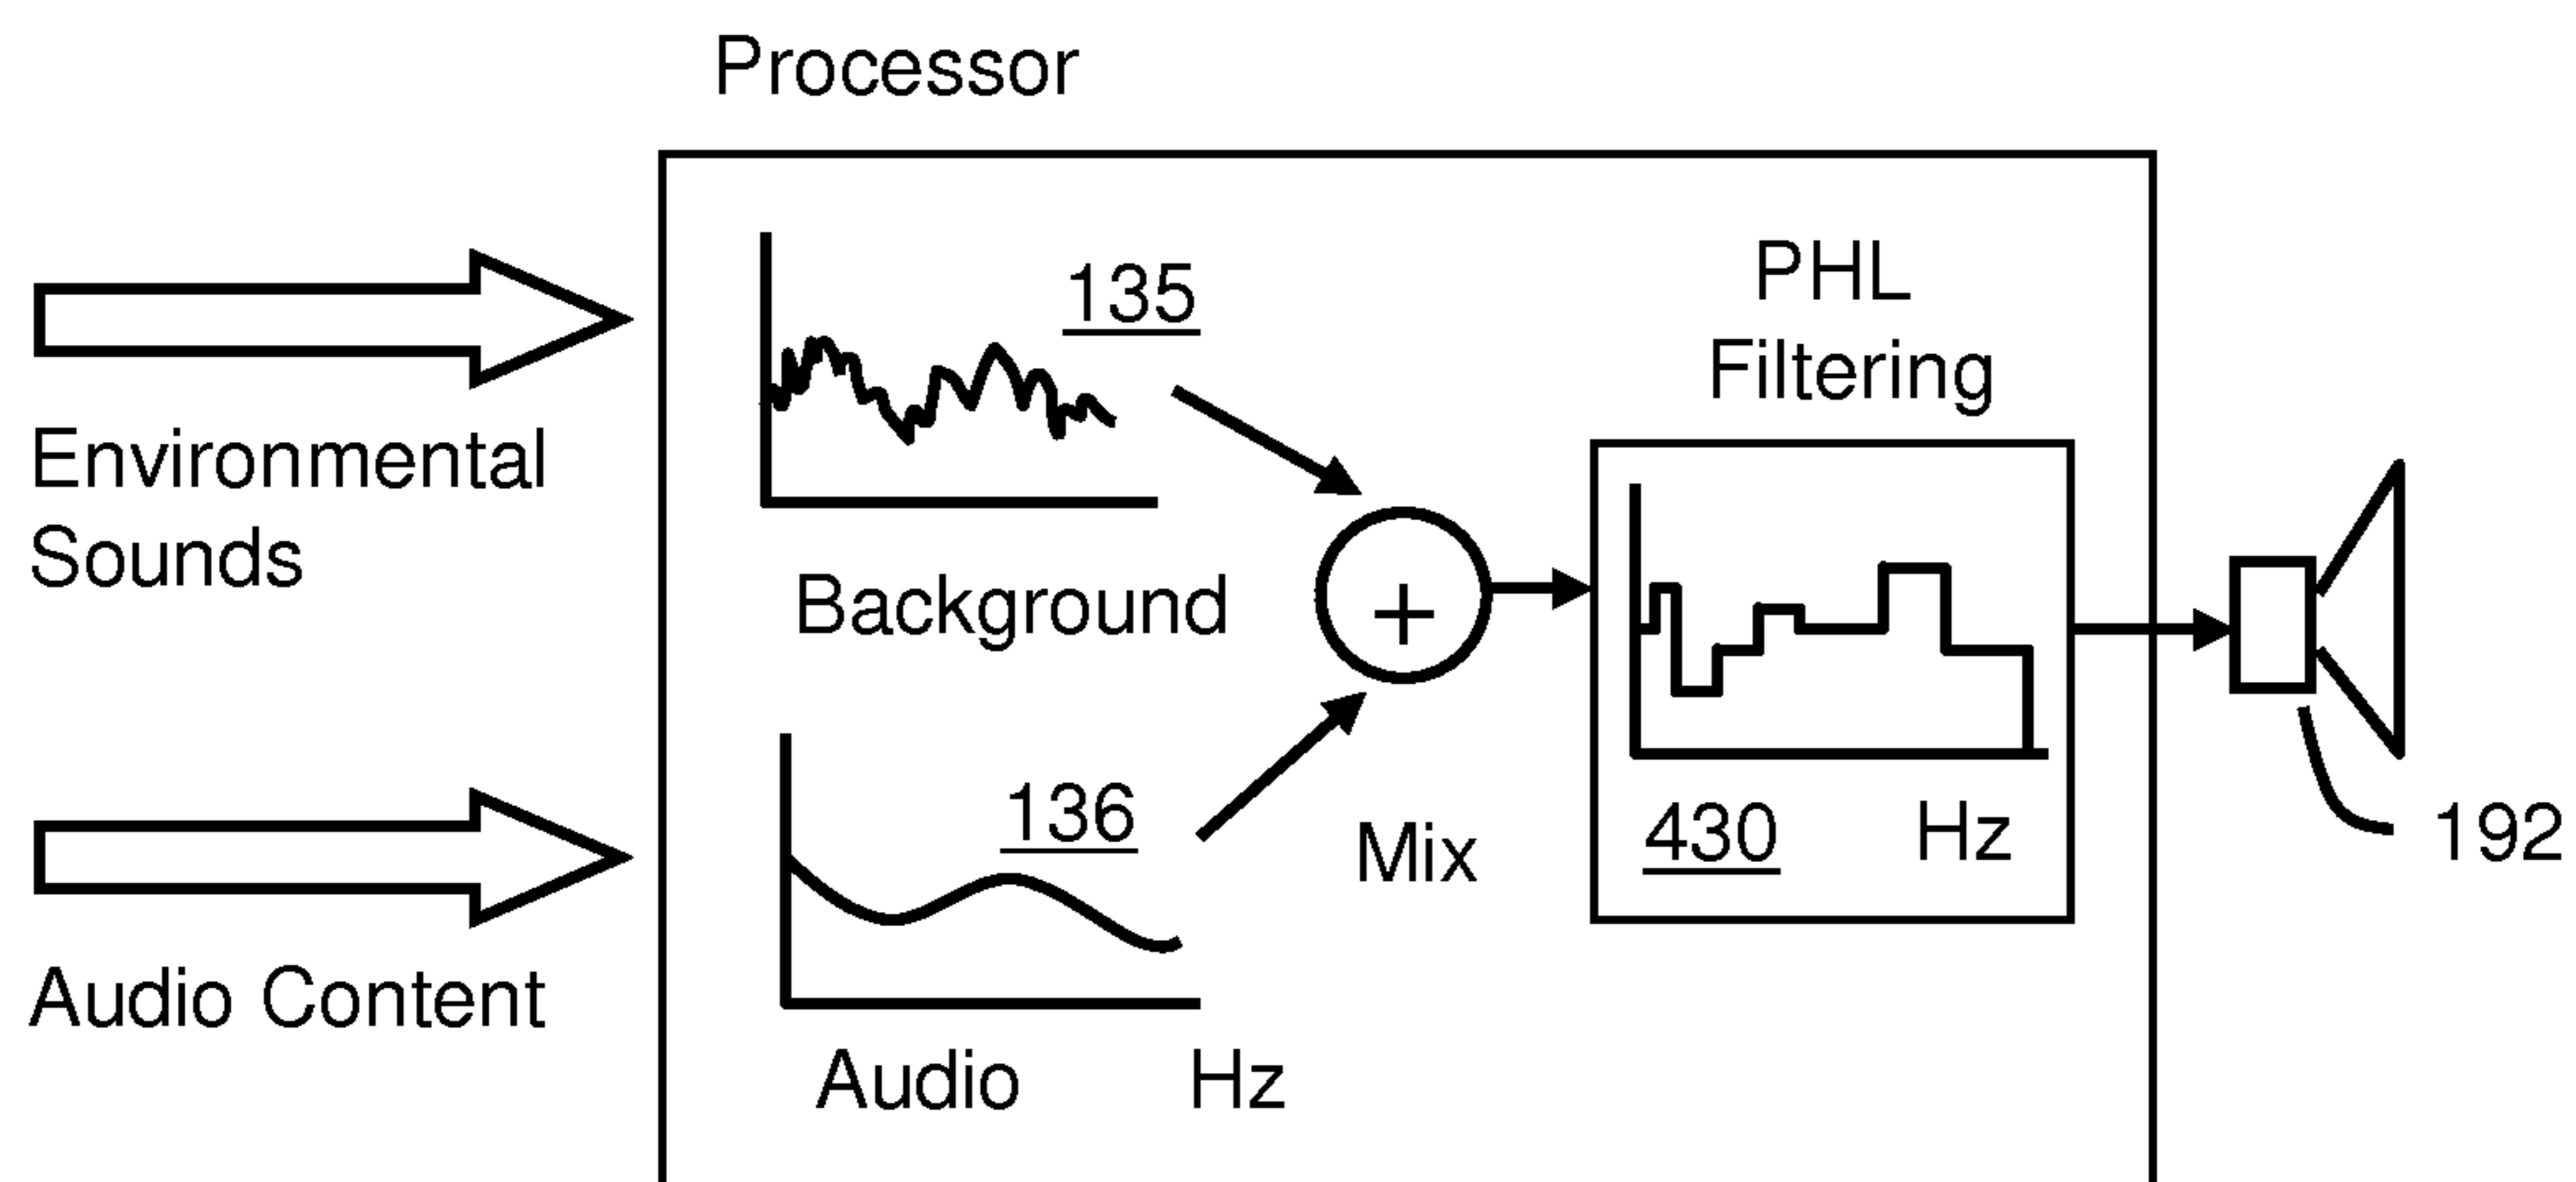 Processor
Environmental
Sounds
135
Background
PHL
Filtering
+
Mix
430
Hz
192
Audio Content
136
Audio
Hz